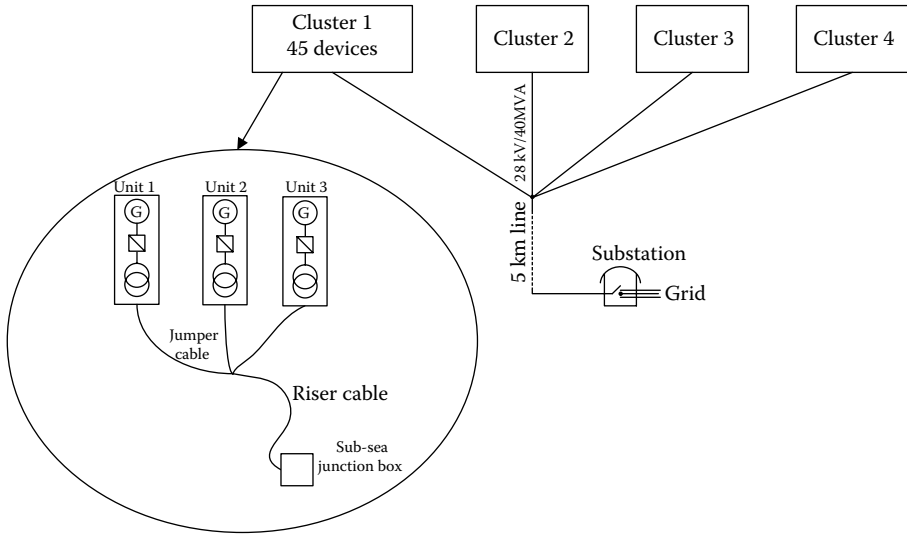 Cluster 1
45 devices
Cluster 2
Cluster 3
Cluster 4
28 kV/40MVA
5 km line
Substation
Grid
Unit 1
Unit 2
Unit 3
G
G
G
Jumper
cable
Riser cable
Sub-sea
junction box